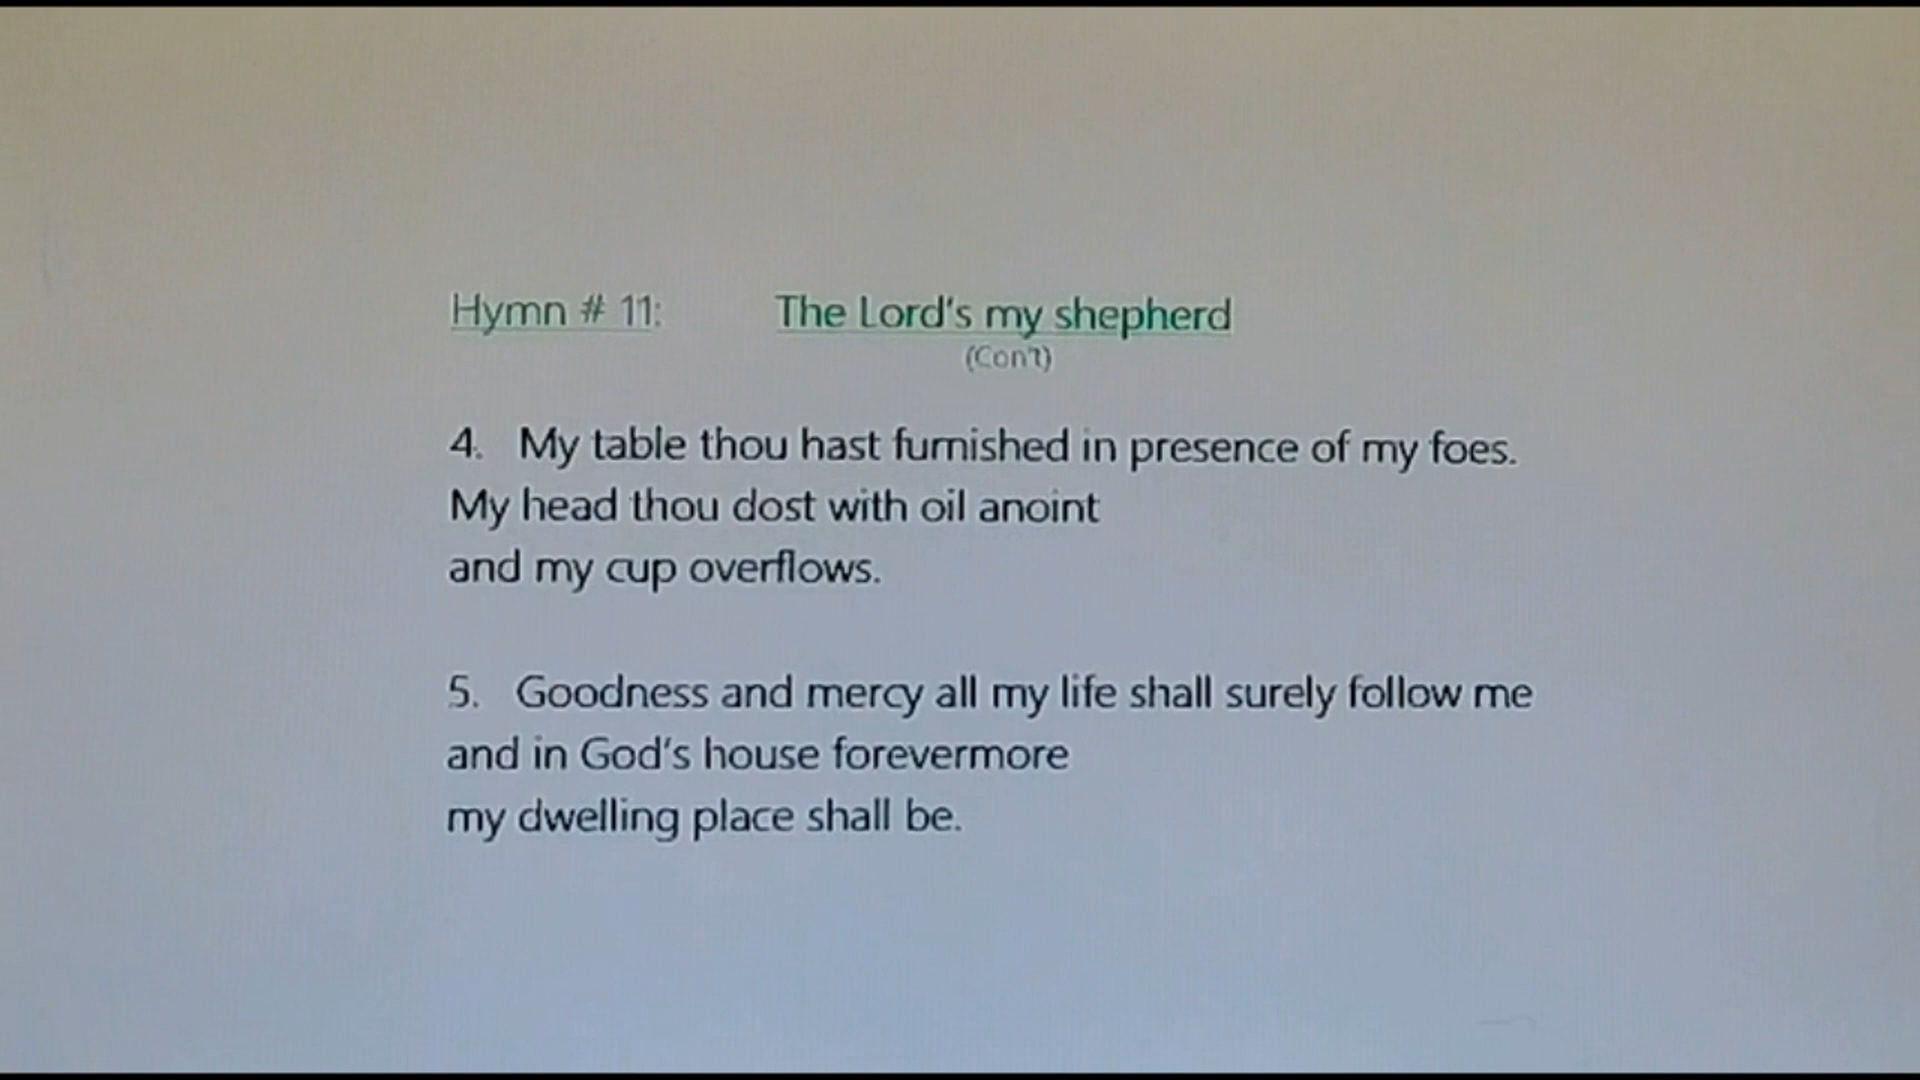 Hymn # 11: The Lord's my shepherd
(Con't)
4. My table thou hast furnished in presence of my foes.
My head thou dost with oil anoint
and my cup overflows.
5. Goodness and mercy all my life shall surely follow me
and in God's house forevermore
my dwelling place shall be.